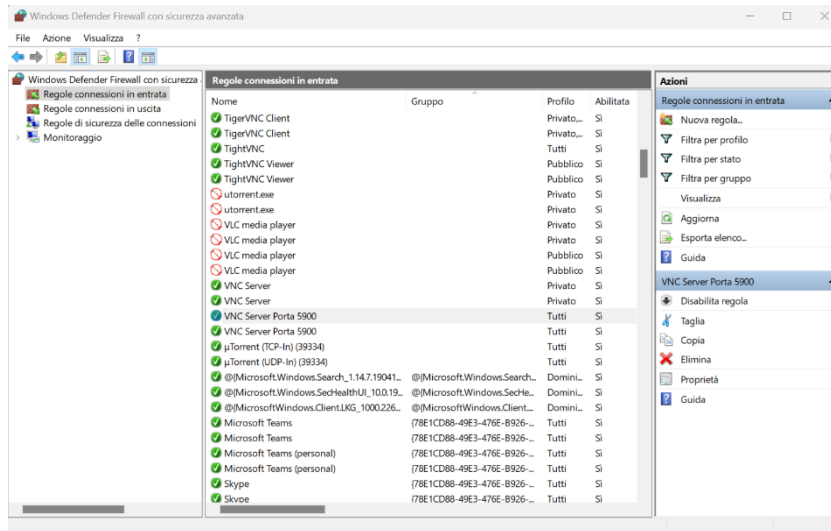 Windows Defender Firewall con sicurezza avanzata
File Azione Visualizza ?
Windows Defender Firewall con sicurezza
Regole connessioni in entrata
Regole connessioni in uscita
Regole di sicurezza delle connessioni
Monitoraggio
Regole connessioni in entrata
Nome Gruppo Profilo Abilitata
TigerVNC Client Privato,... Sì
TigerVNC Client Privato,... Sì
TightVNC Tutti Sì
TightVNC Viewer Pubblico Sì
TightVNC Viewer Pubblico Sì
utorrent.exe Privato Sì
utorrent.exe Privato Sì
VLC media player Privato Sì
VLC media player Privato Sì
VLC media player Pubblico Sì
VLC media player Pubblico Sì
VNC Server Privato Sì
VNC Server Privato Sì
VNC Server Porta 5900 Tutti Sì
VNC Server Porta 5900 Tutti Sì
µTorrent (TCP-In) (39334) Tutti Sì
µTorrent (UDP-In) (39334) Tutti Sì
@{Microsoft.Windows.Search_1.14.7.19041... @{Microsoft.Windows.Search... Domini... Sì
@{Microsoft.Windows.SecHealthUI_10.0.19... @{Microsoft.Windows.SecHe... Domini... Sì
@{MicrosoftWindows.Client.LKG_1000.226... @{MicrosoftWindows.Client... Domini... Sì
Microsoft Teams {78E1CD88-49E3-476E-B926-... Tutti Sì
Microsoft Teams {78E1CD88-49E3-476E-B926-... Tutti Sì
Microsoft Teams (personal) {78E1CD88-49E3-476E-B926-... Tutti Sì
Microsoft Teams (personal) {78E1CD88-49E3-476E-B926-... Tutti Sì
Skype {78E1CD88-49E3-476E-B926-... Tutti Sì
Skype {78E1CD88-49E3-476E-B926-... Tutti Sì
Azioni
Regole connessioni in entrata
Nuova regola...
Filtra per profilo
Filtra per stato
Filtra per gruppo
Visualizza
Aggiorna
Esporta elenco...
Guida
VNC Server Porta 5900
Disabilita regola
Taglia
Copia
Elimina
Proprietà
Guida